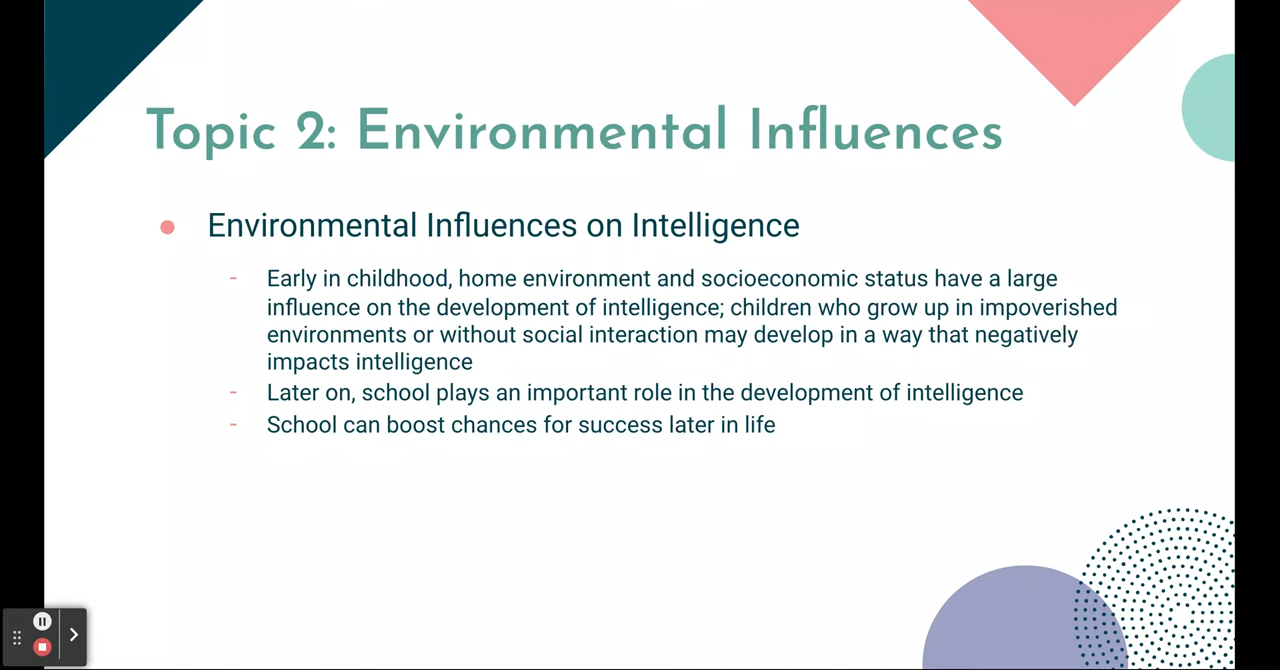 Topic 2: Environmental Influences
● Environmental Influences on Intelligence
- Early in childhood, home environment and socioeconomic status have a large
influence on the development of intelligence; children who grow up in impoverished
environments or without social interaction may develop in a way that negatively
impacts intelligence
- Later on, school plays an important role in the development of intelligence
- School can boost chances for success later in life